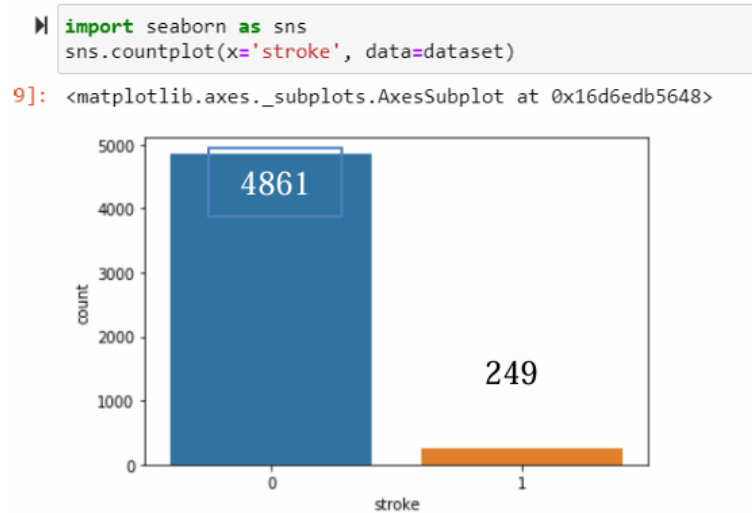 import seaborn as sns
sns.countplot(x='stroke', data=dataset)
9]: <matplotlib.axes._subplots.AxesSubplot at 0x16d6edb5648>
5000
4861
4000
3000
count
2000
249
1000
0
0 1
stroke